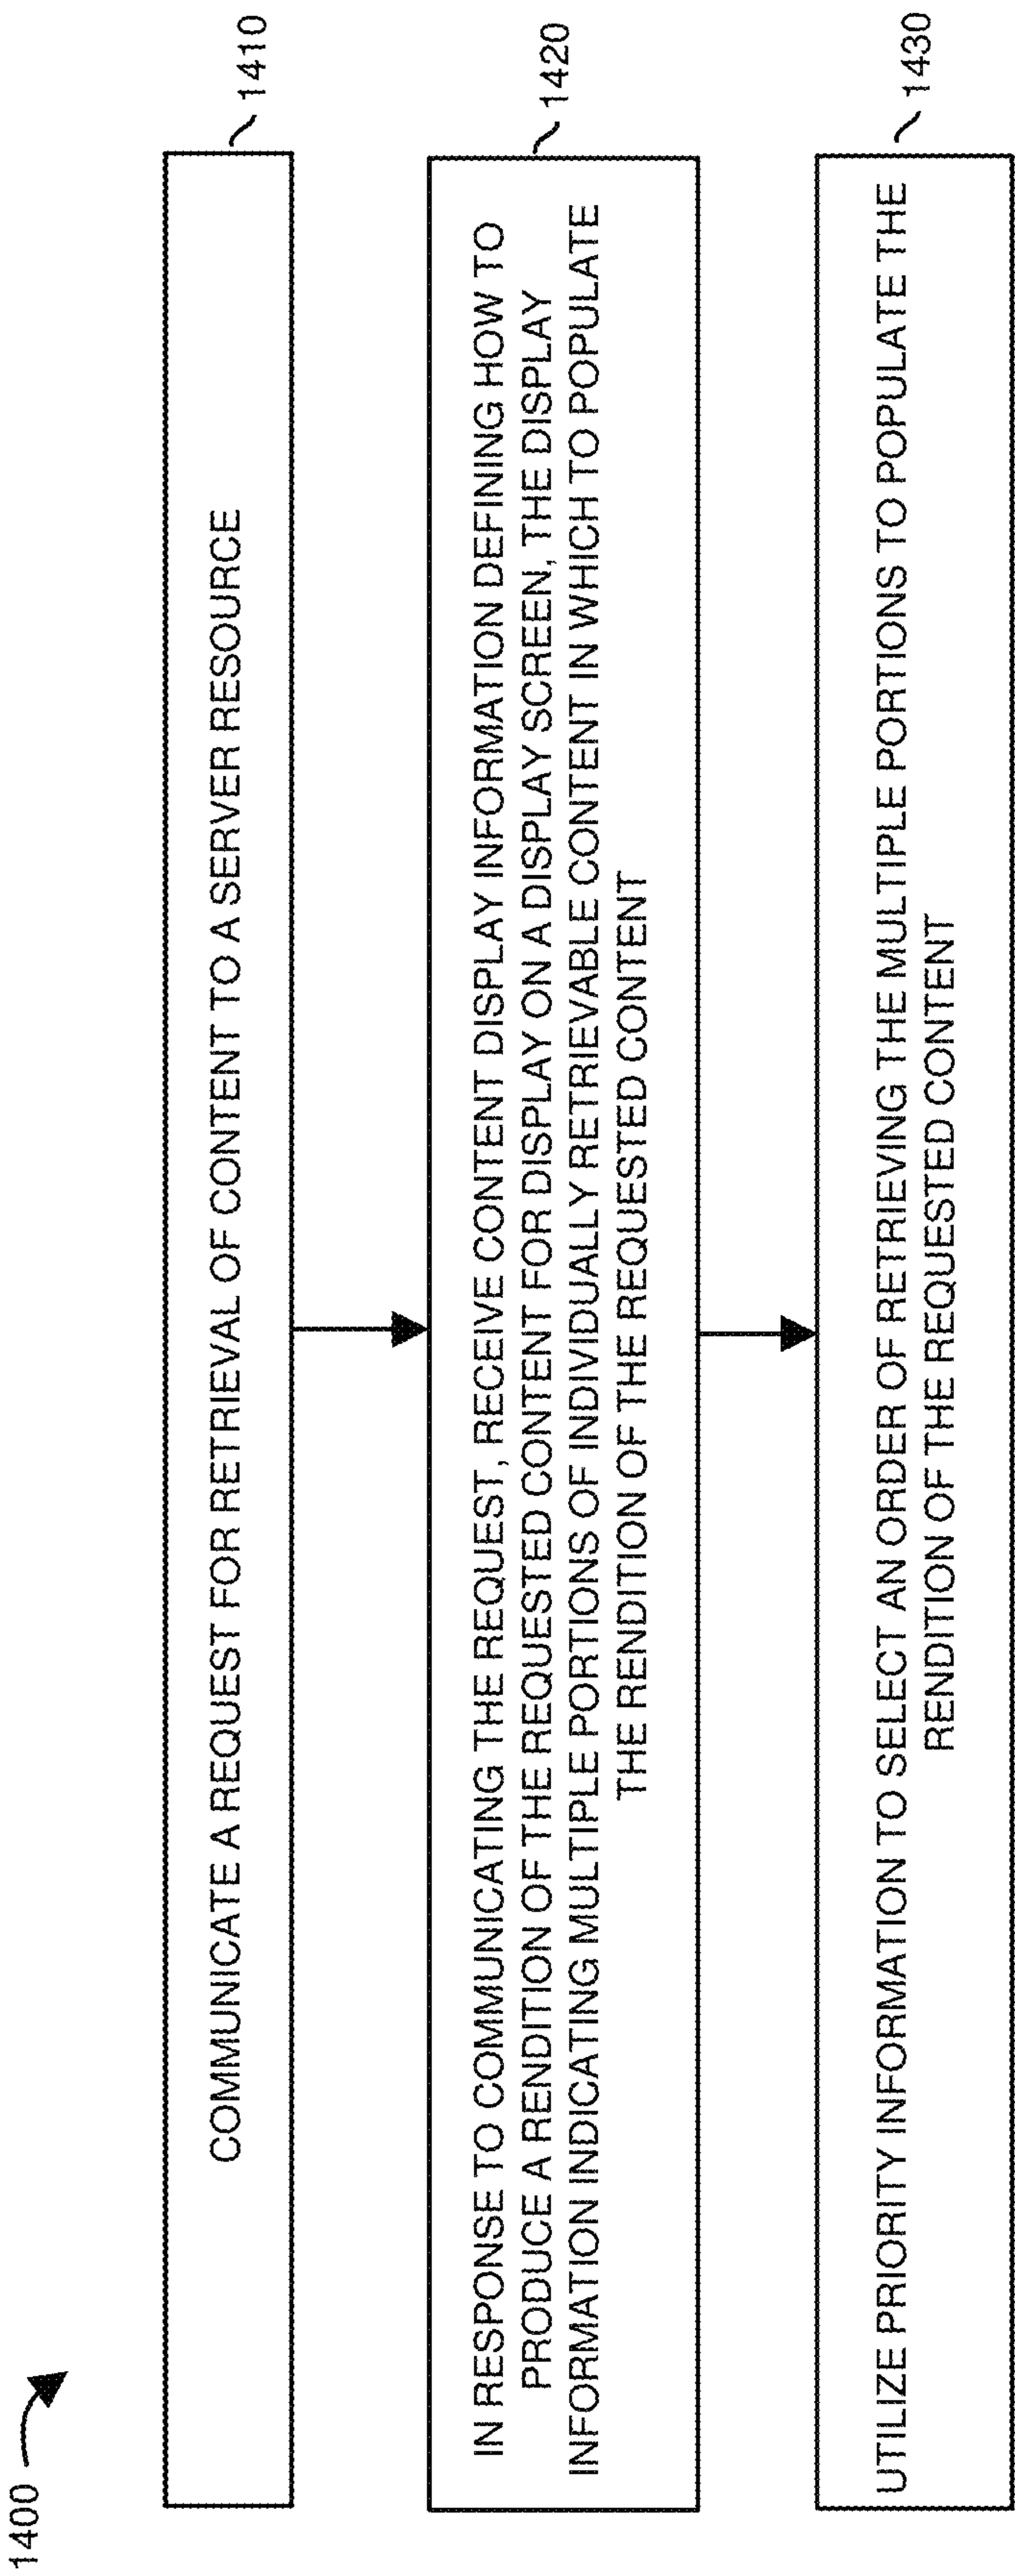 1400
COMMUNICATE A REQUEST FOR RETRIEVAL OF CONTENT TO A SERVER RESOURCE
1410
IN RESPONSE TO COMMUNICATING THE REQUEST, RECEIVE CONTENT DISPLAY INFORMATION DEFINING HOW TO
PRODUCE A RENDITION OF THE REQUESTED CONTENT FOR DISPLAY ON A DISPLAY SCREEN, THE DISPLAY
INFORMATION INDICATING MULTIPLE PORTIONS OF INDIVIDUALLY RETRIEVABLE CONTENT IN WHICH TO POPULATE
THE RENDITION OF THE REQUESTED CONTENT
1420
UTILIZE PRIORITY INFORMATION TO SELECT AN ORDER OF RETRIEVING THE MULTIPLE PORTIONS TO POPULATE THE
RENDITION OF THE REQUESTED CONTENT
1430